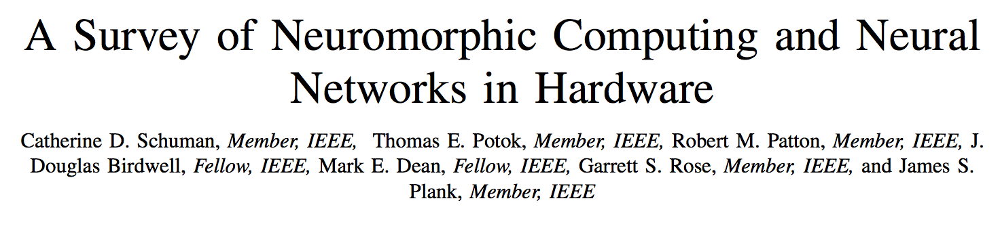 A Survey of Neuromorphic Computing and Neural
Networks in Hardware
Catherine D. Schuman, Member, IEEE, Thomas E. Potok, Member, IEEE, Robert M. Patton, Member, IEEE, J.
Douglas Birdwell, Fellow, IEEE, Mark E. Dean, Fellow, IEEE, Garrett S. Rose, Member, IEEE, and James S.
Plank, Member, IEEE